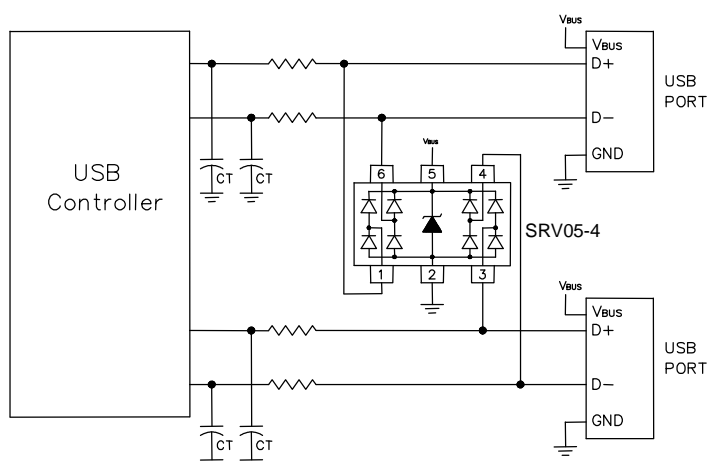 VBUS
VBUS
D+
USB
PORT
D-
VBUS
GND
6
5
4
CT
CT
USB
Controller
SRV05-4
1
2
3
VBUS
VBUS
D+
USB
PORT
D-
GND
CT
CT